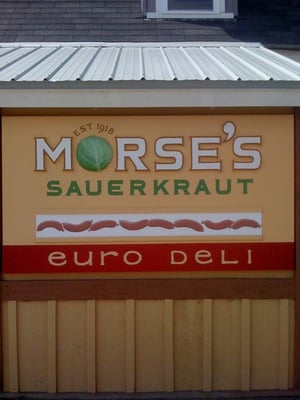 EST 1918
MORSE'S
SAUERKRAUT
euro Deli